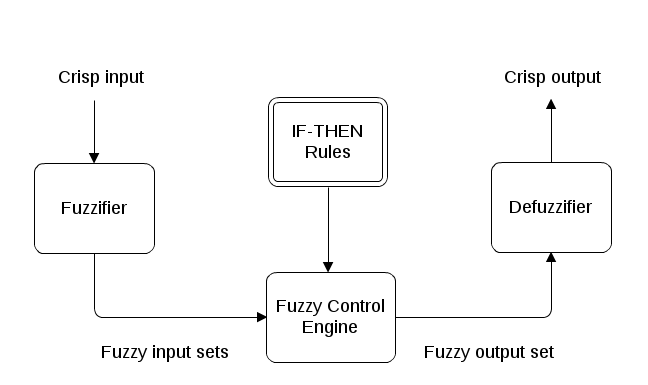 Crisp input
Crisp output
IF-THEN
Rules
Fuzzifier
Defuzzifier
Fuzzy Control
Engine
Fuzzy input sets
Fuzzy output set